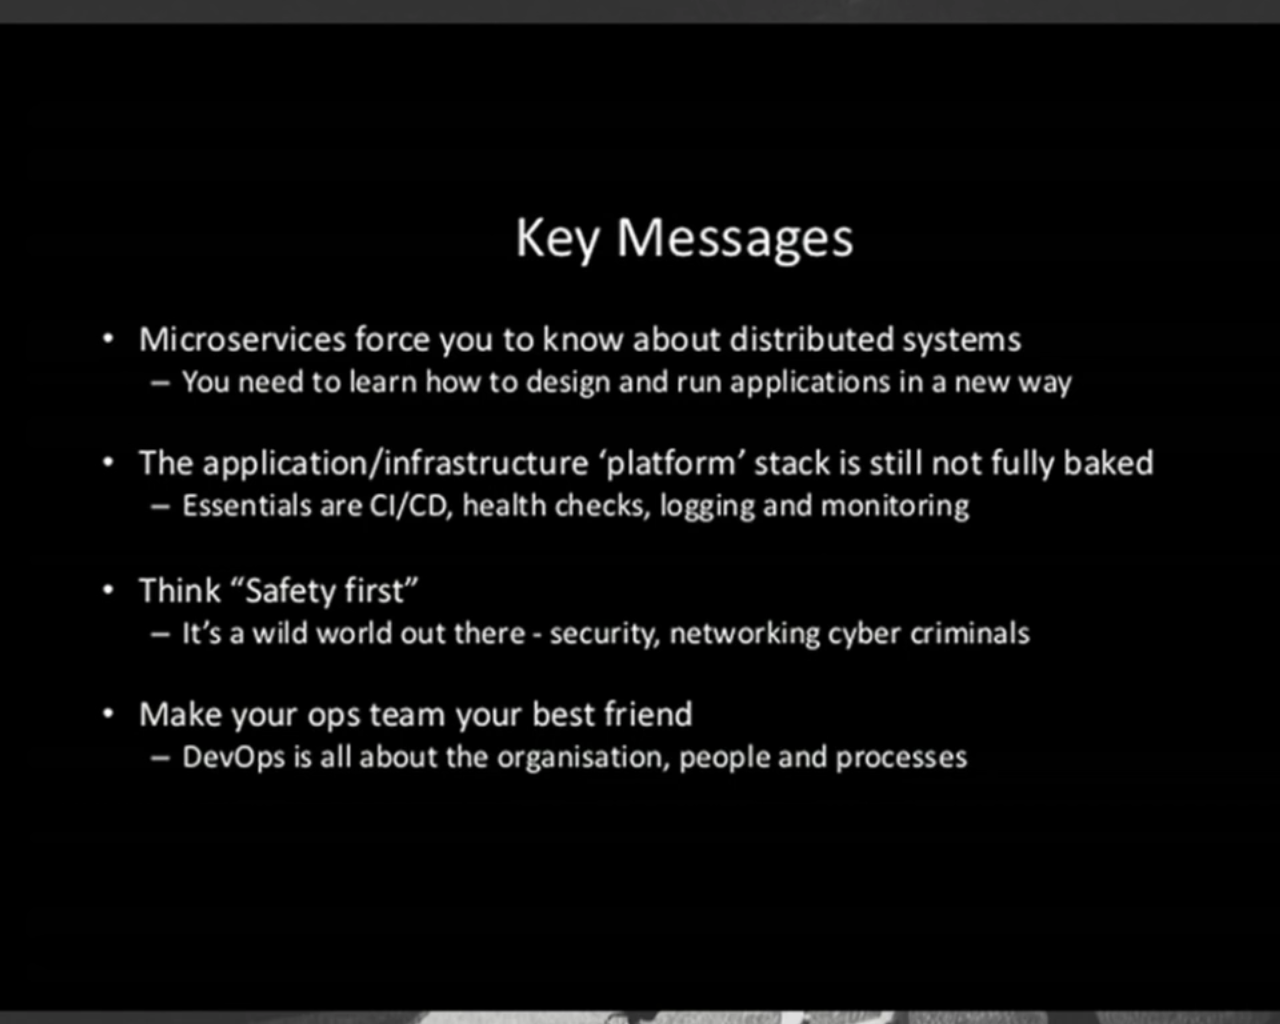 Key Messages
• Microservices force you to know about distributed systems
– You need to learn how to design and run applications in a new way
• The application/infrastructure ‘platform’ stack is still not fully baked
– Essentials are CI/CD, health checks, logging and monitoring
• Think “Safety first”
– It’s a wild world out there - security, networking cyber criminals
• Make your ops team your best friend
– DevOps is all about the organisation, people and processes